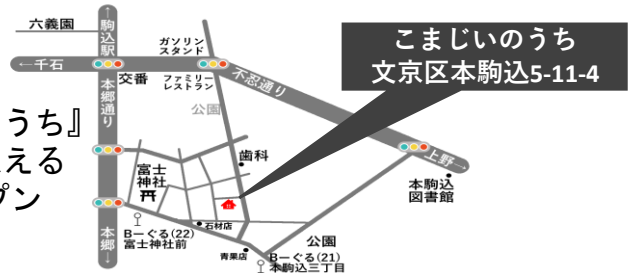 六義園
←駒込駅
ガソリン
スタンド
こまじいのうち
文京区本駒込5-11-4
←千石
交番
ファミリー
レストラン
不忍通り
本郷通り
公園
うち』
える
プン
歯科
上野→
富士
神社
本駒込
図書館
石材店
Bーぐる(22)
富士神社前
公園
本郷→
青果店
Bーぐる(21)
本駒込三丁目